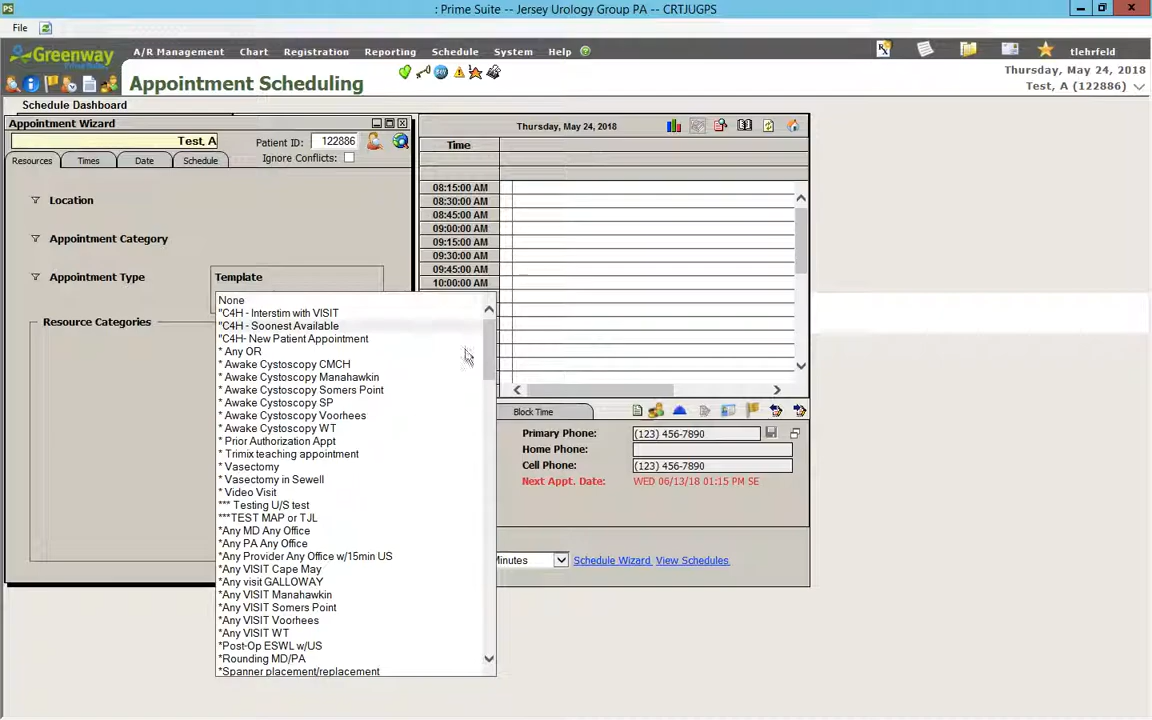 PS
: Prime Suite -- Jersey Urology Group PA -- CRTJUGPS
File
Greenway
A/R Management Chart Registration Reporting Schedule System Help
tlehrfeld
Appointment Scheduling
Thursday, May 24, 2018
Test, A (122886)
Schedule Dashboard
Appointment Wizard
Test, A
Patient ID: 122886
Ignore Conflicts:
Resources Times Date Schedule
Location
Appointment Category
Appointment Type
Template
Resource Categories
None
"C4H - Interstim with VISIT
"C4H - Soonest Available
"C4H- New Patient Appointment
* Any OR
* Awake Cystoscopy CMCH
* Awake Cystoscopy Manahawkin
* Awake Cystoscopy Somers Point
* Awake Cystoscopy SP
* Awake Cystoscopy Voorhees
* Awake Cystoscopy WT
* Prior Authorization Appt
* Trimix teaching appointment
* Vasectomy
* Vasectomy in Sewell
* Video Visit
*** Testing U/S test
***TEST MAP or TJL
*Any MD Any Office
*Any PA Any Office
*Any Provider Any Office w/15min US
*Any VISIT Cape May
*Any visit GALLOWAY
*Any VISIT Manahawkin
*Any VISIT Somers Point
*Any VISIT Voorhees
*Any VISIT WT
*Post-Op ESWL w/US
*Rounding MD/PA
*Spanner placement/replacement
Thursday, May 24, 2018
Time
08:15:00 AM
08:30:00 AM
08:45:00 AM
09:00:00 AM
09:15:00 AM
09:30:00 AM
09:45:00 AM
10:00:00 AM
Block Time
Primary Phone: (123) 456-7890
Home Phone:
Cell Phone: (123) 456-7890
Next Appt. Date: WED 06/13/18 01:15 PM SE
Minutes
Schedule Wizard View Schedules